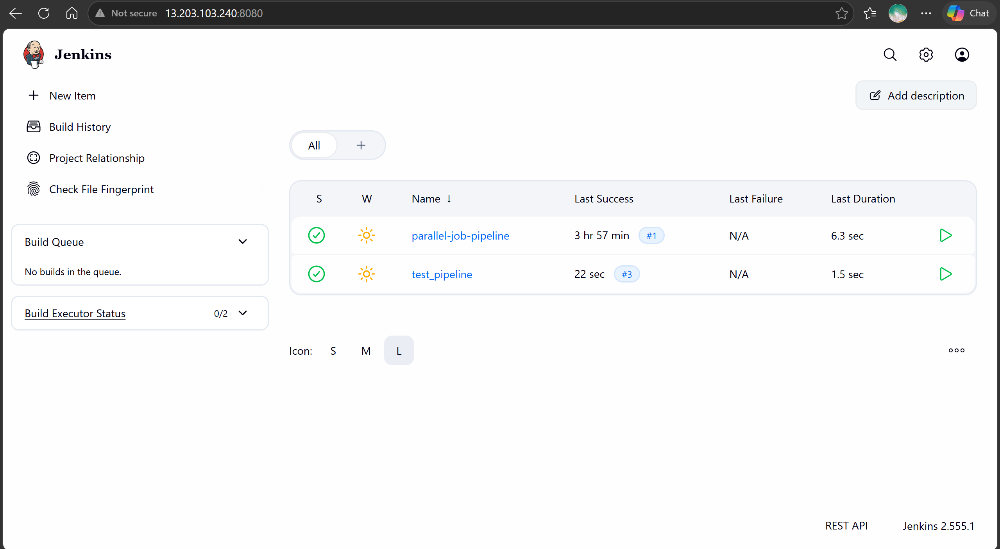 Not secure 13.203.103.240:8080
Chat
Jenkins
New Item
Add description
Build History
All +
Project Relationship
Check File Fingerprint
S W Name ↓ Last Success Last Failure Last Duration
parallel-job-pipeline 3 hr 57 min #1 N/A 6.3 sec
test_pipeline 22 sec #3 N/A 1.5 sec
Build Queue
No builds in the queue.
Build Executor Status 0/2
Icon: S M L
REST API Jenkins 2.555.1